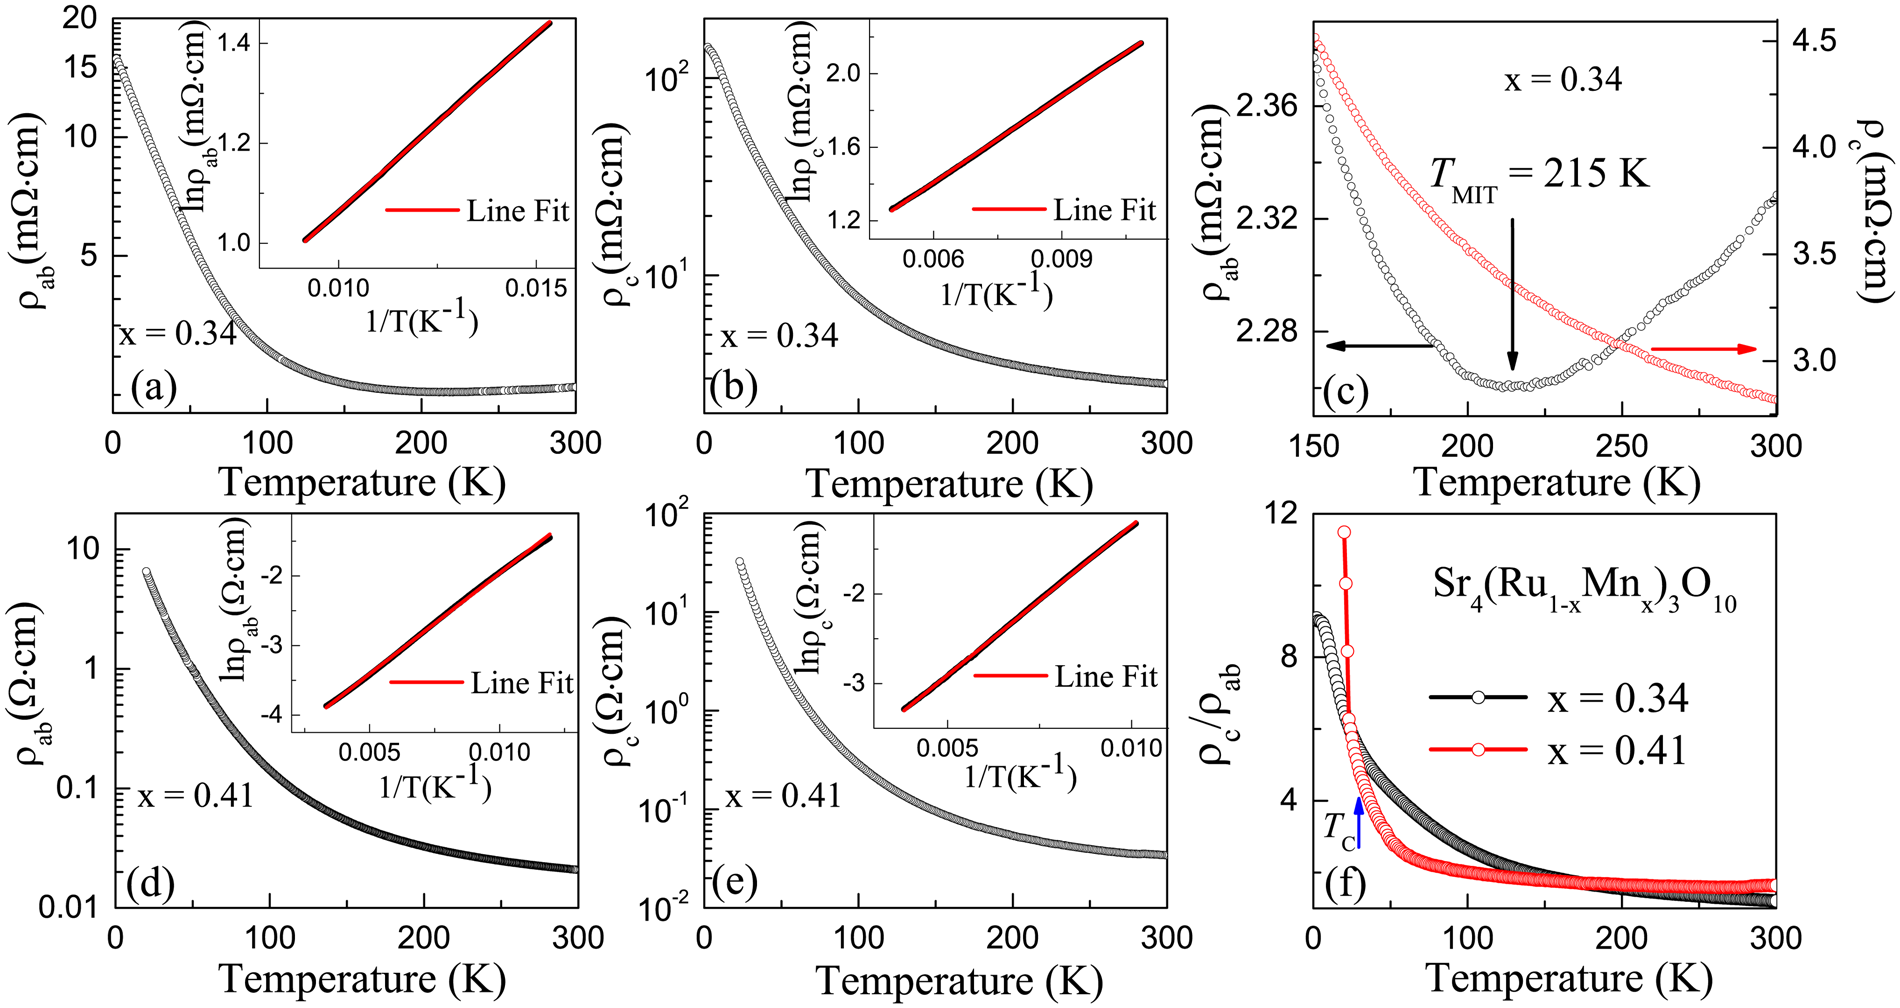 20
15
10
5
ρab(mΩ·cm)
1.4
1.2
1.0
lnρab(mΩ·cm)
Line Fit
0.010 0.015
1/T(K-1)
x = 0.34
(a)
0 100 200 300
Temperature (K)
10²
10¹
ρc(mΩ·cm)
2.0
1.6
1.2
lnρc(mΩ·cm)
Line Fit
0.006 0.009
1/T(K-1)
x = 0.34
(b)
0 100 200 300
Temperature (K)
2.36
2.32
2.28
ρab(mΩ·cm)
x = 0.34
TMIT = 215 K
4.5
4.0
3.5
3.0
ρc(mΩ·cm)
(c)
150 200 250 300
Temperature (K)
10
1
0.1
0.01
ρab(Ω·cm)
-2
-3
-4
lnρab(Ω·cm)
Line Fit
0.005 0.010
1/T(K-1)
x = 0.41
(d)
0 100 200 300
Temperature (K)
10²
10¹
10⁰
10-1
10-2
ρc(Ω·cm)
-2
-3
lnρc(Ω·cm)
Line Fit
0.005 0.010
1/T(K-1)
x = 0.41
(e)
0 100 200 300
Temperature (K)
12
8
4
ρc/ρab
Sr4(Ru1-xMnx)3O10
x = 0.34
x = 0.41
TC
(f)
0 100 200 300
Temperature (K)